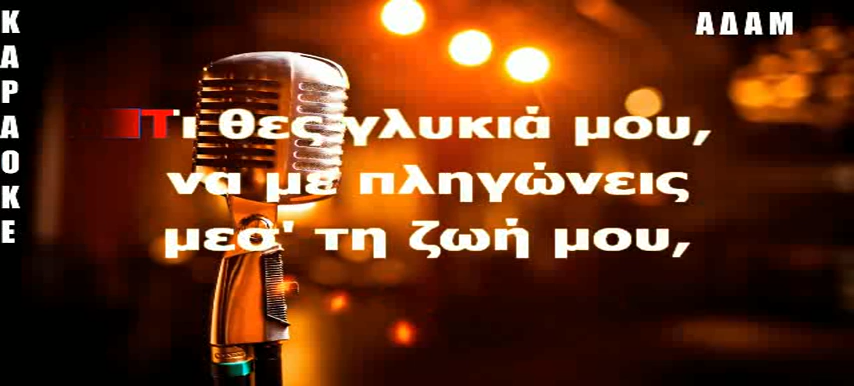 ΚΑΡΑΟΚΕ
ΑΔΑΜ
Τι θες γλυκιά μου,
να με πληγώνεις
μεσ' τη ζωή μου,